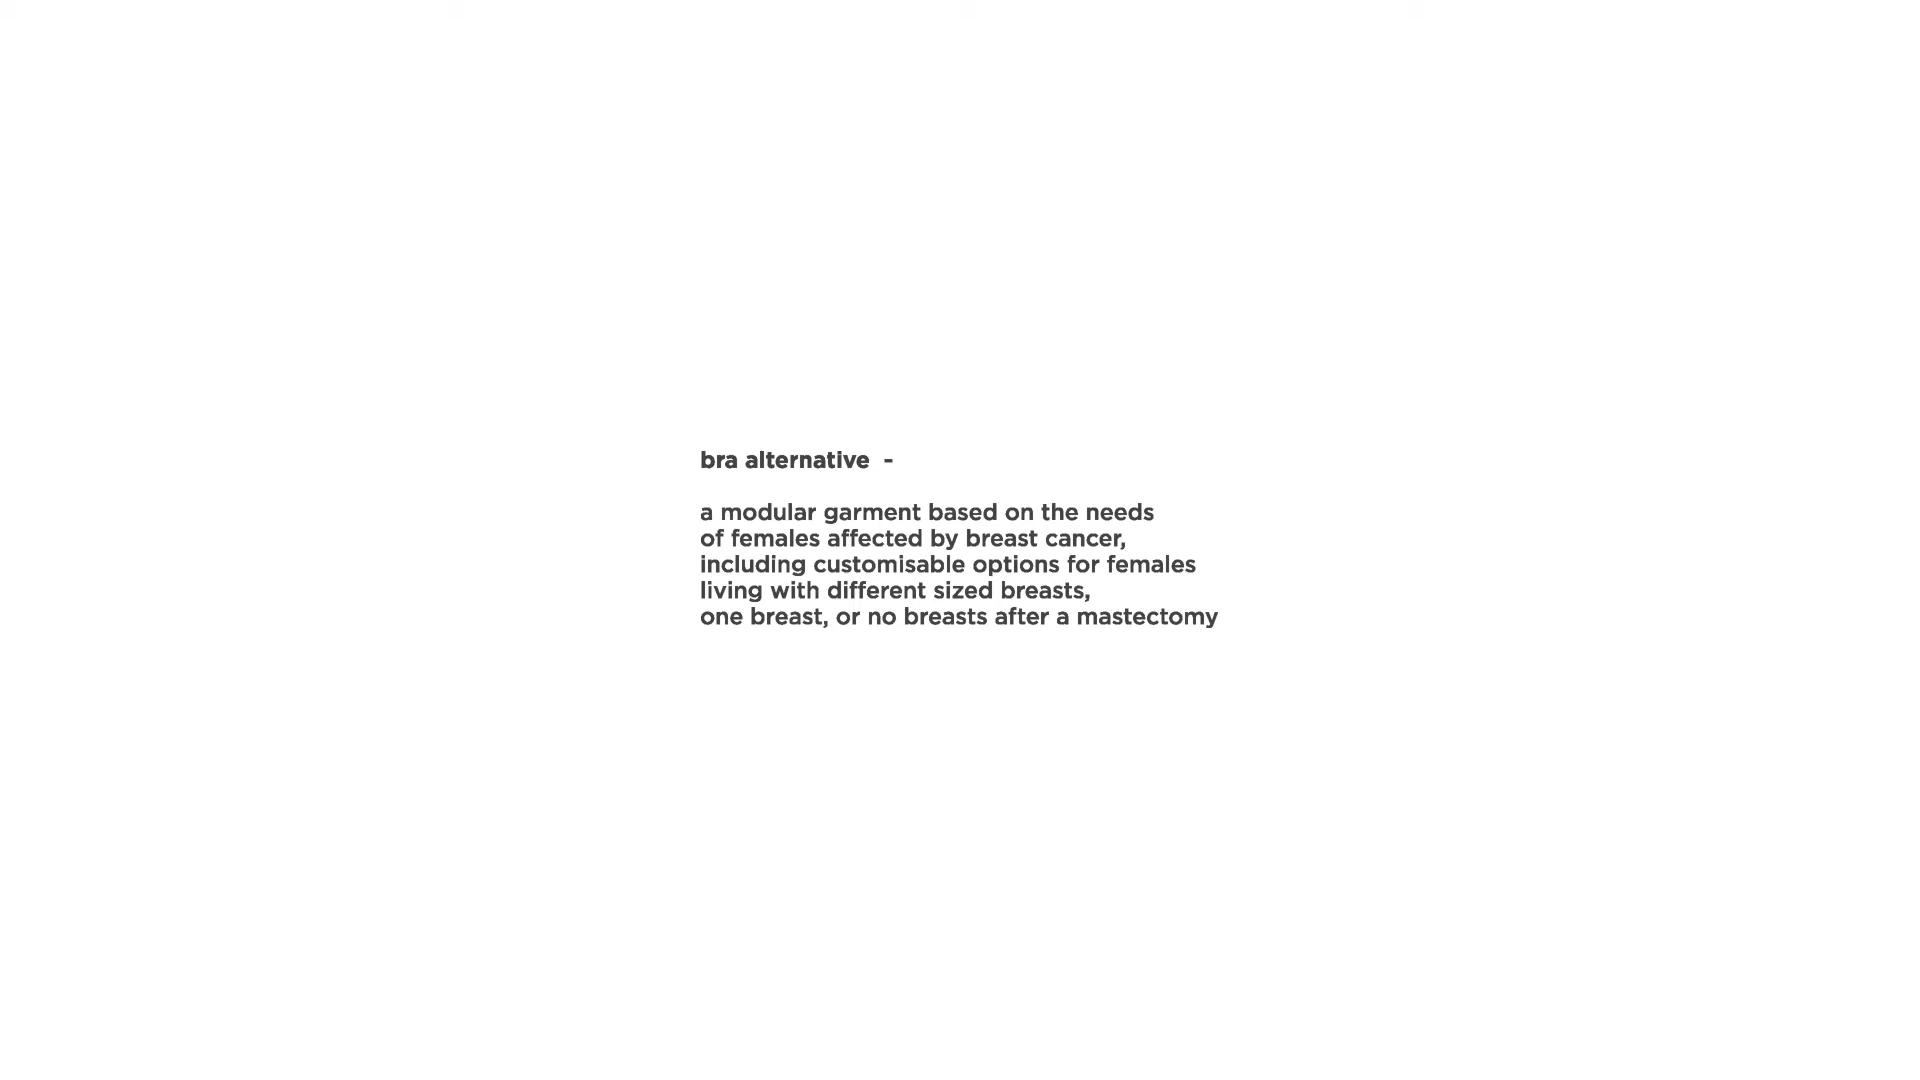 bra alternative  -
a modular garment based on the needs
of females affected by breast cancer,
including customisable options for females
living with different sized breasts,
one breast, or no breasts after a mastectomy